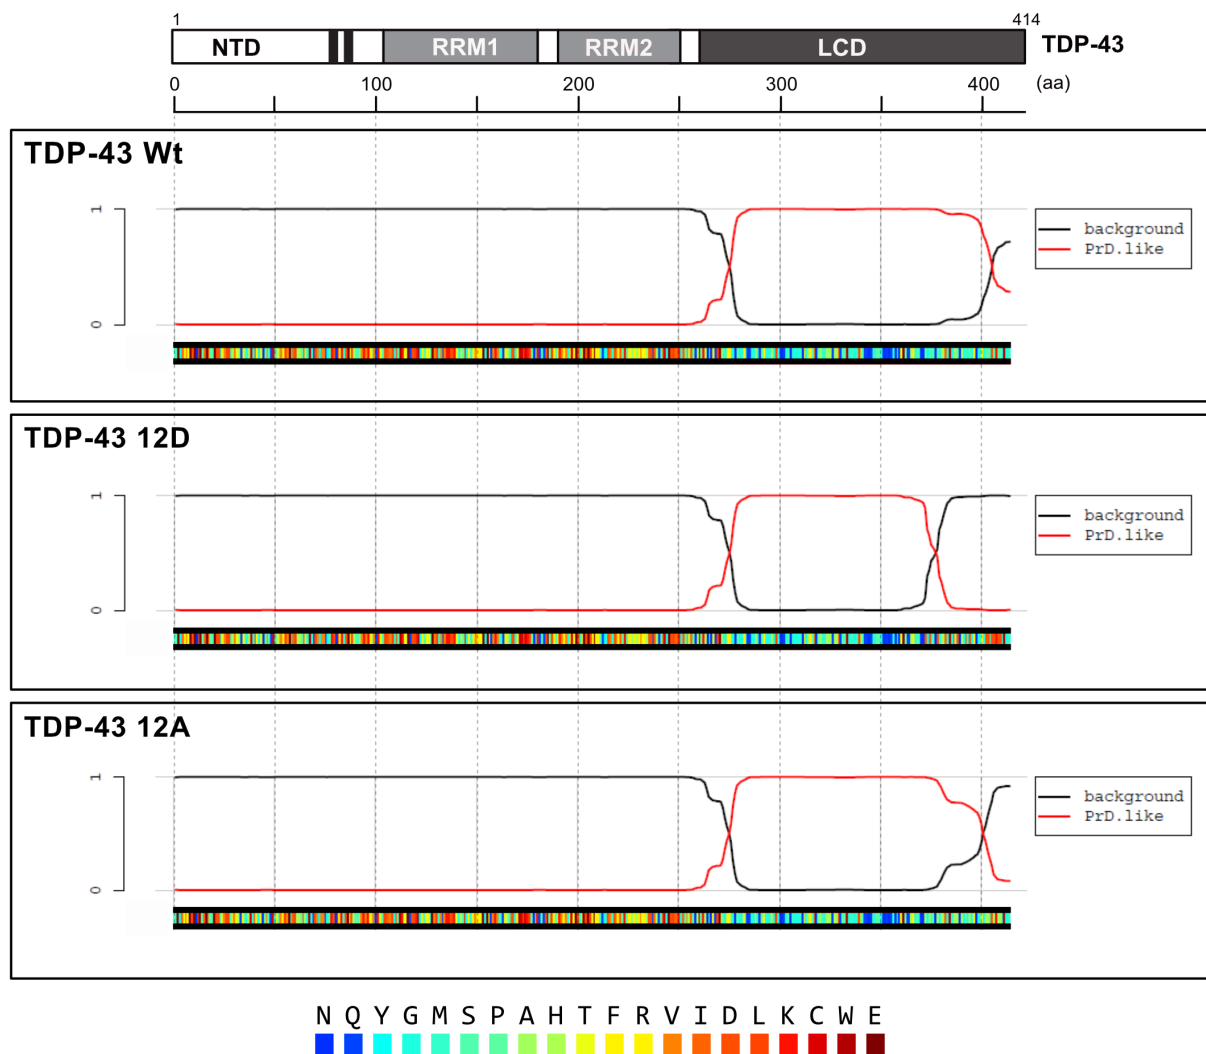 1 414
NTD RRM1 RRM2 LCD TDP-43
0 100 200 300 400 (aa)
TDP-43 Wt
1
background
PrD.like
0
TDP-43 12D
1
background
PrD.like
0
TDP-43 12A
1
background
PrD.like
0
N Q Y G M S P A H T F R V I D L K C W E